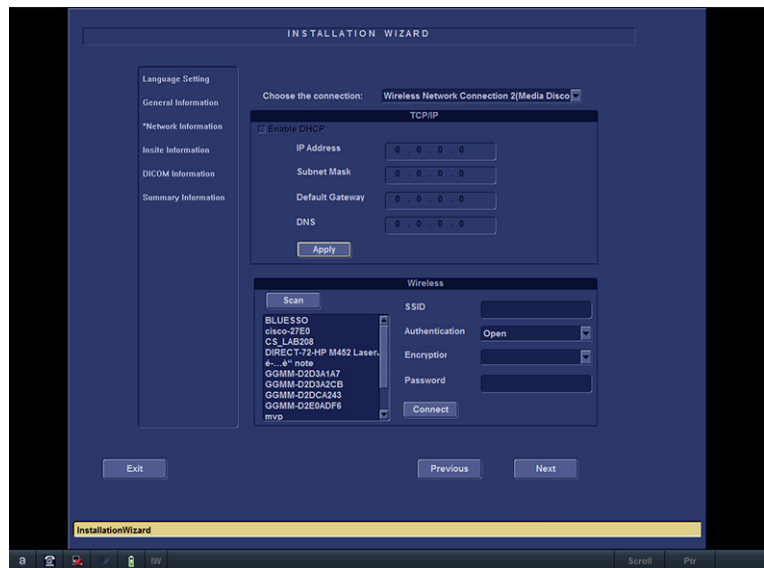 INSTALLATION WIZARD
Language Setting
General Information
*Network Information
Insite Information
DICOM Information
Summary Information
Choose the connection: Wireless Network Connection 2(Media Disco
TCP/IP
Enable DHCP
IP Address 0 . 0 . 0 . 0
Subnet Mask 0 . 0 . 0 . 0
Default Gateway 0 . 0 . 0 . 0
DNS 0 . 0 . 0 . 0
Apply
Wireless
Scan
BLUESSO
cisco-27E0
CS_LAB208
DIRECT-72-HP M452 Laser.
é-…è“ note
GGMM-D2D3A1A7
GGMM-D2D3A2CB
GGMM-D2DCA243
GGMM-D2E0ADF6
mvp
SSID
Authentication Open
Encryption
Password
Connect
Exit Previous Next
InstallationWizard
a IW Scroll Ptr